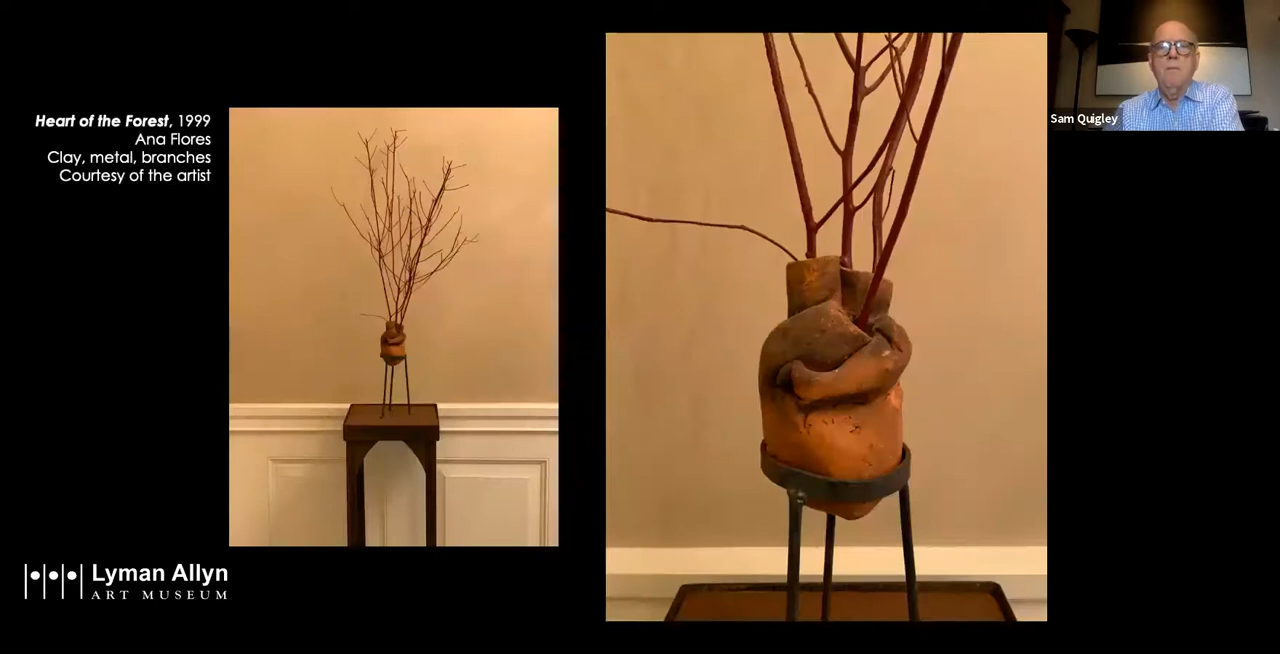 Heart of the Forest, 1999
Ana Flores
Clay, metal, branches
Courtesy of the artist
Sam Quigley
Lyman Allyn
ART MUSEUM